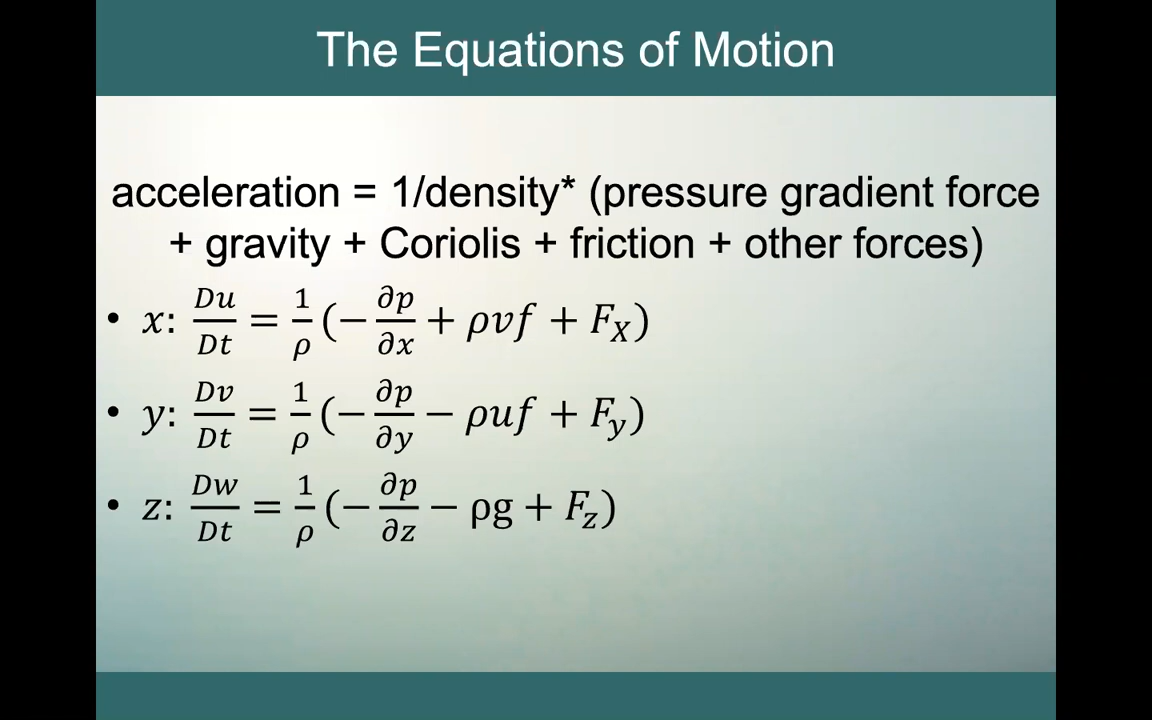 The Equations of Motion
acceleration = 1/density* (pressure gradient force
+ gravity + Coriolis + friction + other forces)
• x: Du/Dt = 1/ρ (−∂p/∂x + ρvf + F_X)
• y: Dv/Dt = 1/ρ (−∂p/∂y − ρuf + F_y)
• z: Dw/Dt = 1/ρ (−∂p/∂z − ρg + F_z)